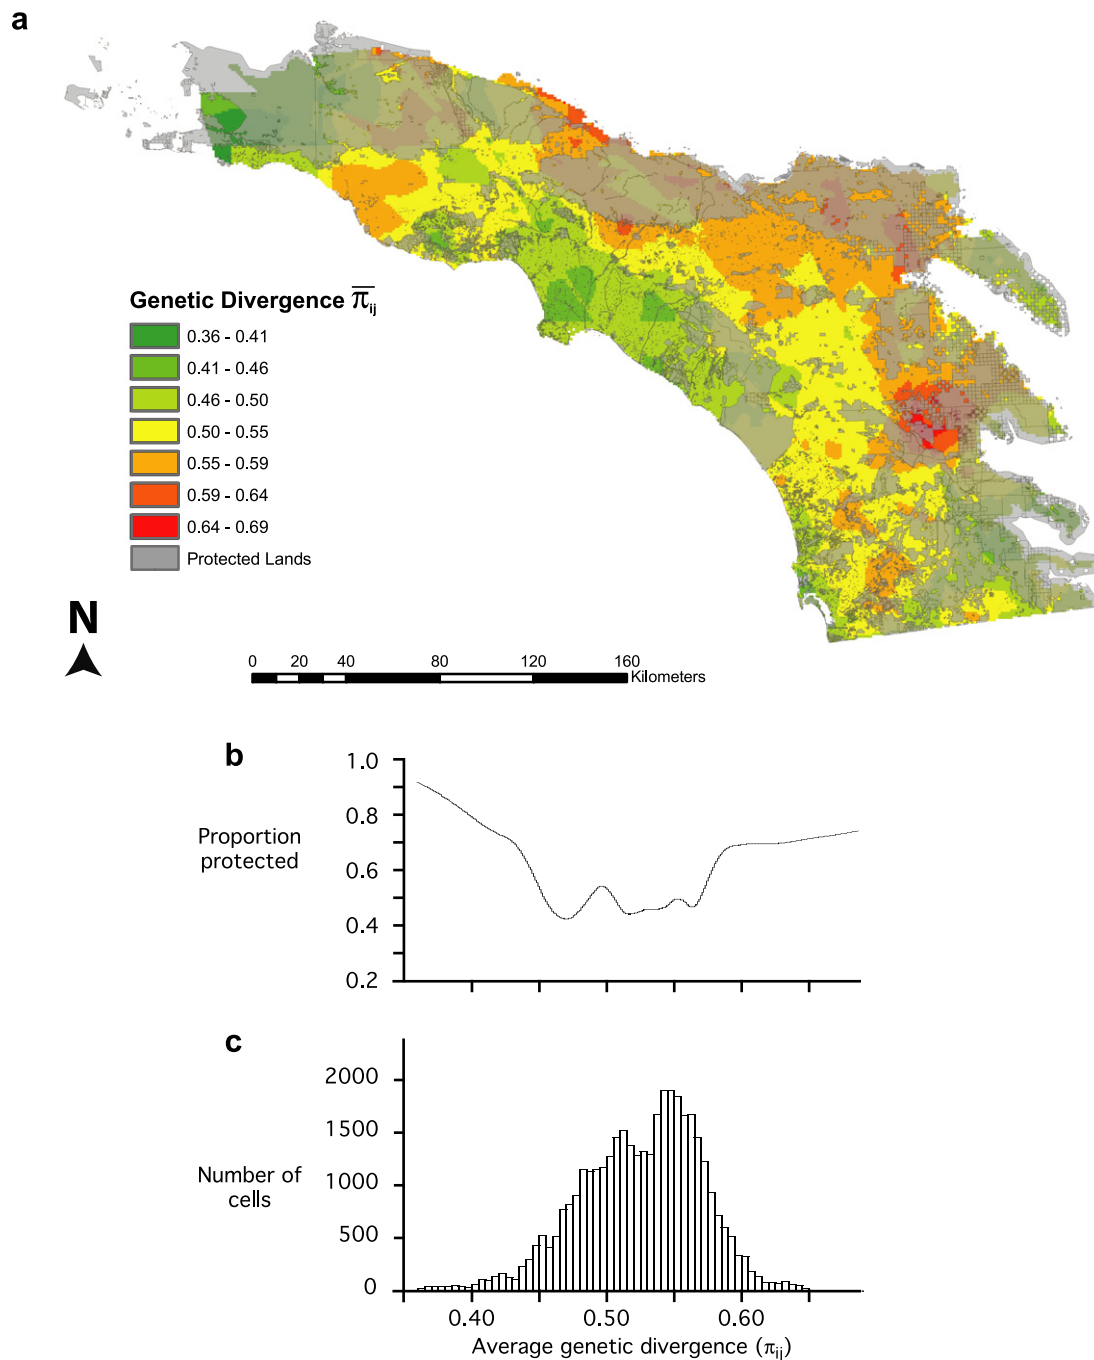 a
Genetic Divergence π̅ij
0.36 - 0.41
0.41 - 0.46
0.46 - 0.50
0.50 - 0.55
0.55 - 0.59
0.59 - 0.64
0.64 - 0.69
Protected Lands
N
0 20 40 80 120 160
Kilometers
b
Proportion
protected
1.0
0.8
0.6
0.4
0.2
c
Number of
cells
2000
1500
1000
500
0
0.40 0.50 0.60
Average genetic divergence (πij)